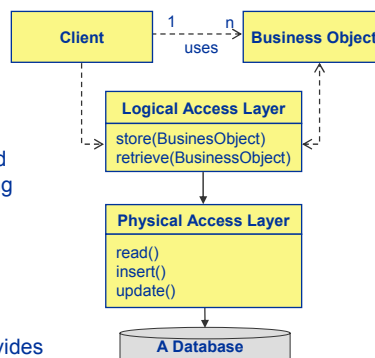 Client
1
n
uses
Business Object
Logical Access Layer
store(BusinesObject)
retrieve(BusinessObject)
Physical Access Layer
read()
insert()
update()
A Database